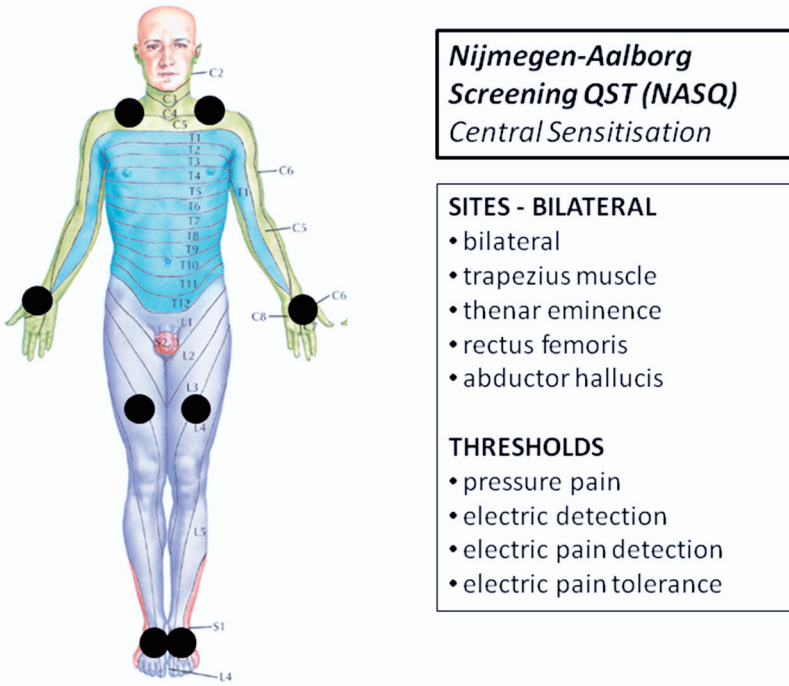 C2
C3
C4
C5
T1
T2
T3
T4
C6
T5
T1
T6
T7
T8
C5
T9
T10
T11
T12
C6
C8
L1
S2
L2
L3
L4
L5
S1
L4
Nijmegen-Aalborg
Screening QST (NASQ)
Central Sensitisation
SITES - BILATERAL
• bilateral
• trapezius muscle
• thenar eminence
• rectus femoris
• abductor hallucis
THRESHOLDS
• pressure pain
• electric detection
• electric pain detection
• electric pain tolerance